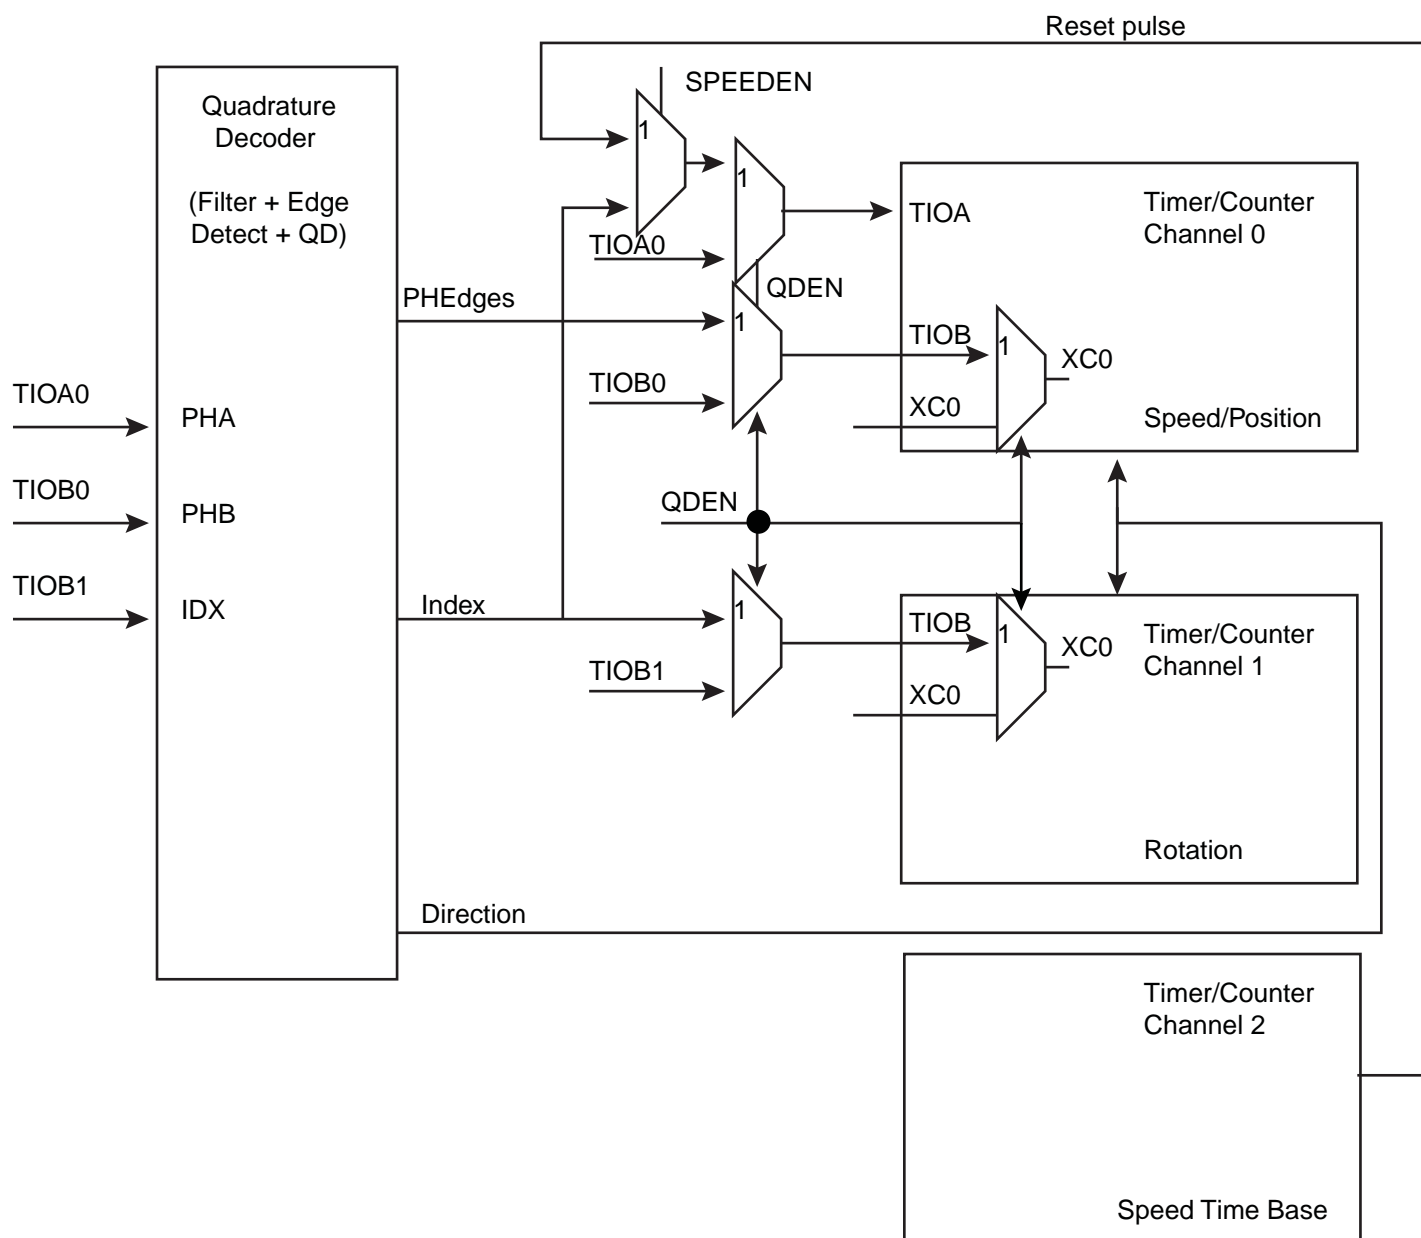 Reset pulse
SPEEDEN
Quadrature
Decoder
(Filter + Edge
Detect + QD)
1
1
TIOA
Timer/Counter
Channel 0
TIOA0
QDEN
PHEdges
1
TIOB
1
XC0
TIOB0
TIOA0
PHA
XC0
Speed/Position
TIOB0
PHB
QDEN
TIOB1
IDX
Index
1
TIOB
1
XC0
Timer/Counter
Channel 1
TIOB1
XC0
Rotation
Direction
Timer/Counter
Channel 2
Speed Time Base